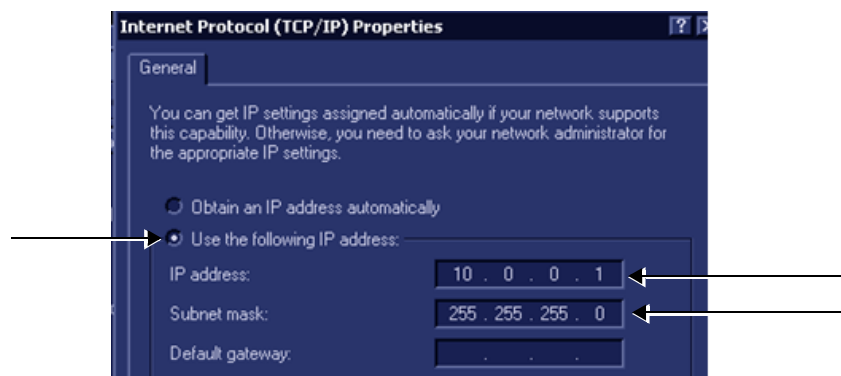 Internet Protocol (TCP/IP) Properties
General
You can get IP settings assigned automatically if your network supports
this capability. Otherwise, you need to ask your network administrator for
the appropriate IP settings.
Obtain an IP address automatically
Use the following IP address:
IP address: 10 . 0 . 0 . 1
Subnet mask: 255 . 255 . 255 . 0
Default gateway: . . .